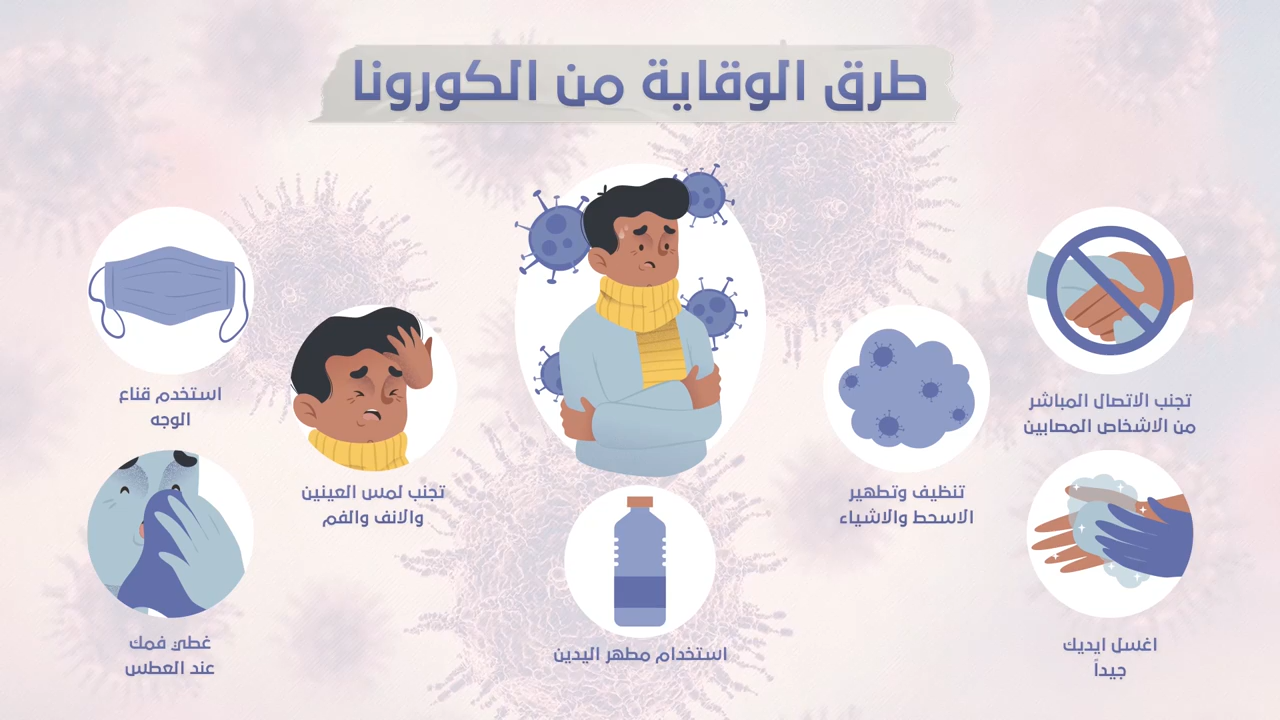 طرق الوقاية من الكورونا
تجنب الاتصال المباشر
من الاشخاص المصابين
اغسل ايديك
جيداً
تنظيف وتطهير
الاسحط والاشياء
استخدام مطهر اليدين
تجنب لمس العينين
والانف والفم
استخدم قناع
الوجه
غطي فمك
عند العطس